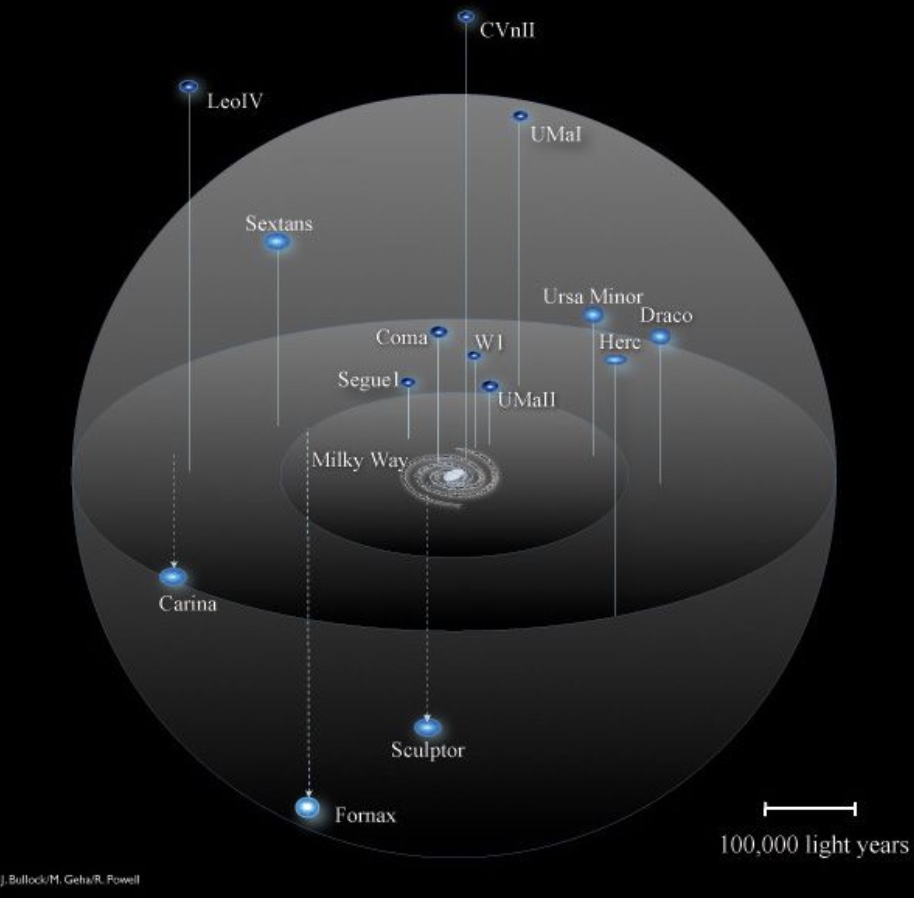 CVnII
LeoIV
UMaI
Sextans
Ursa Minor
Draco
Coma
W1
Herc
Segue1
UMaII
Milky Way
Carina
Sculptor
Fornax
100,000 light years
J. Bullock/M. Geha/R. Powell